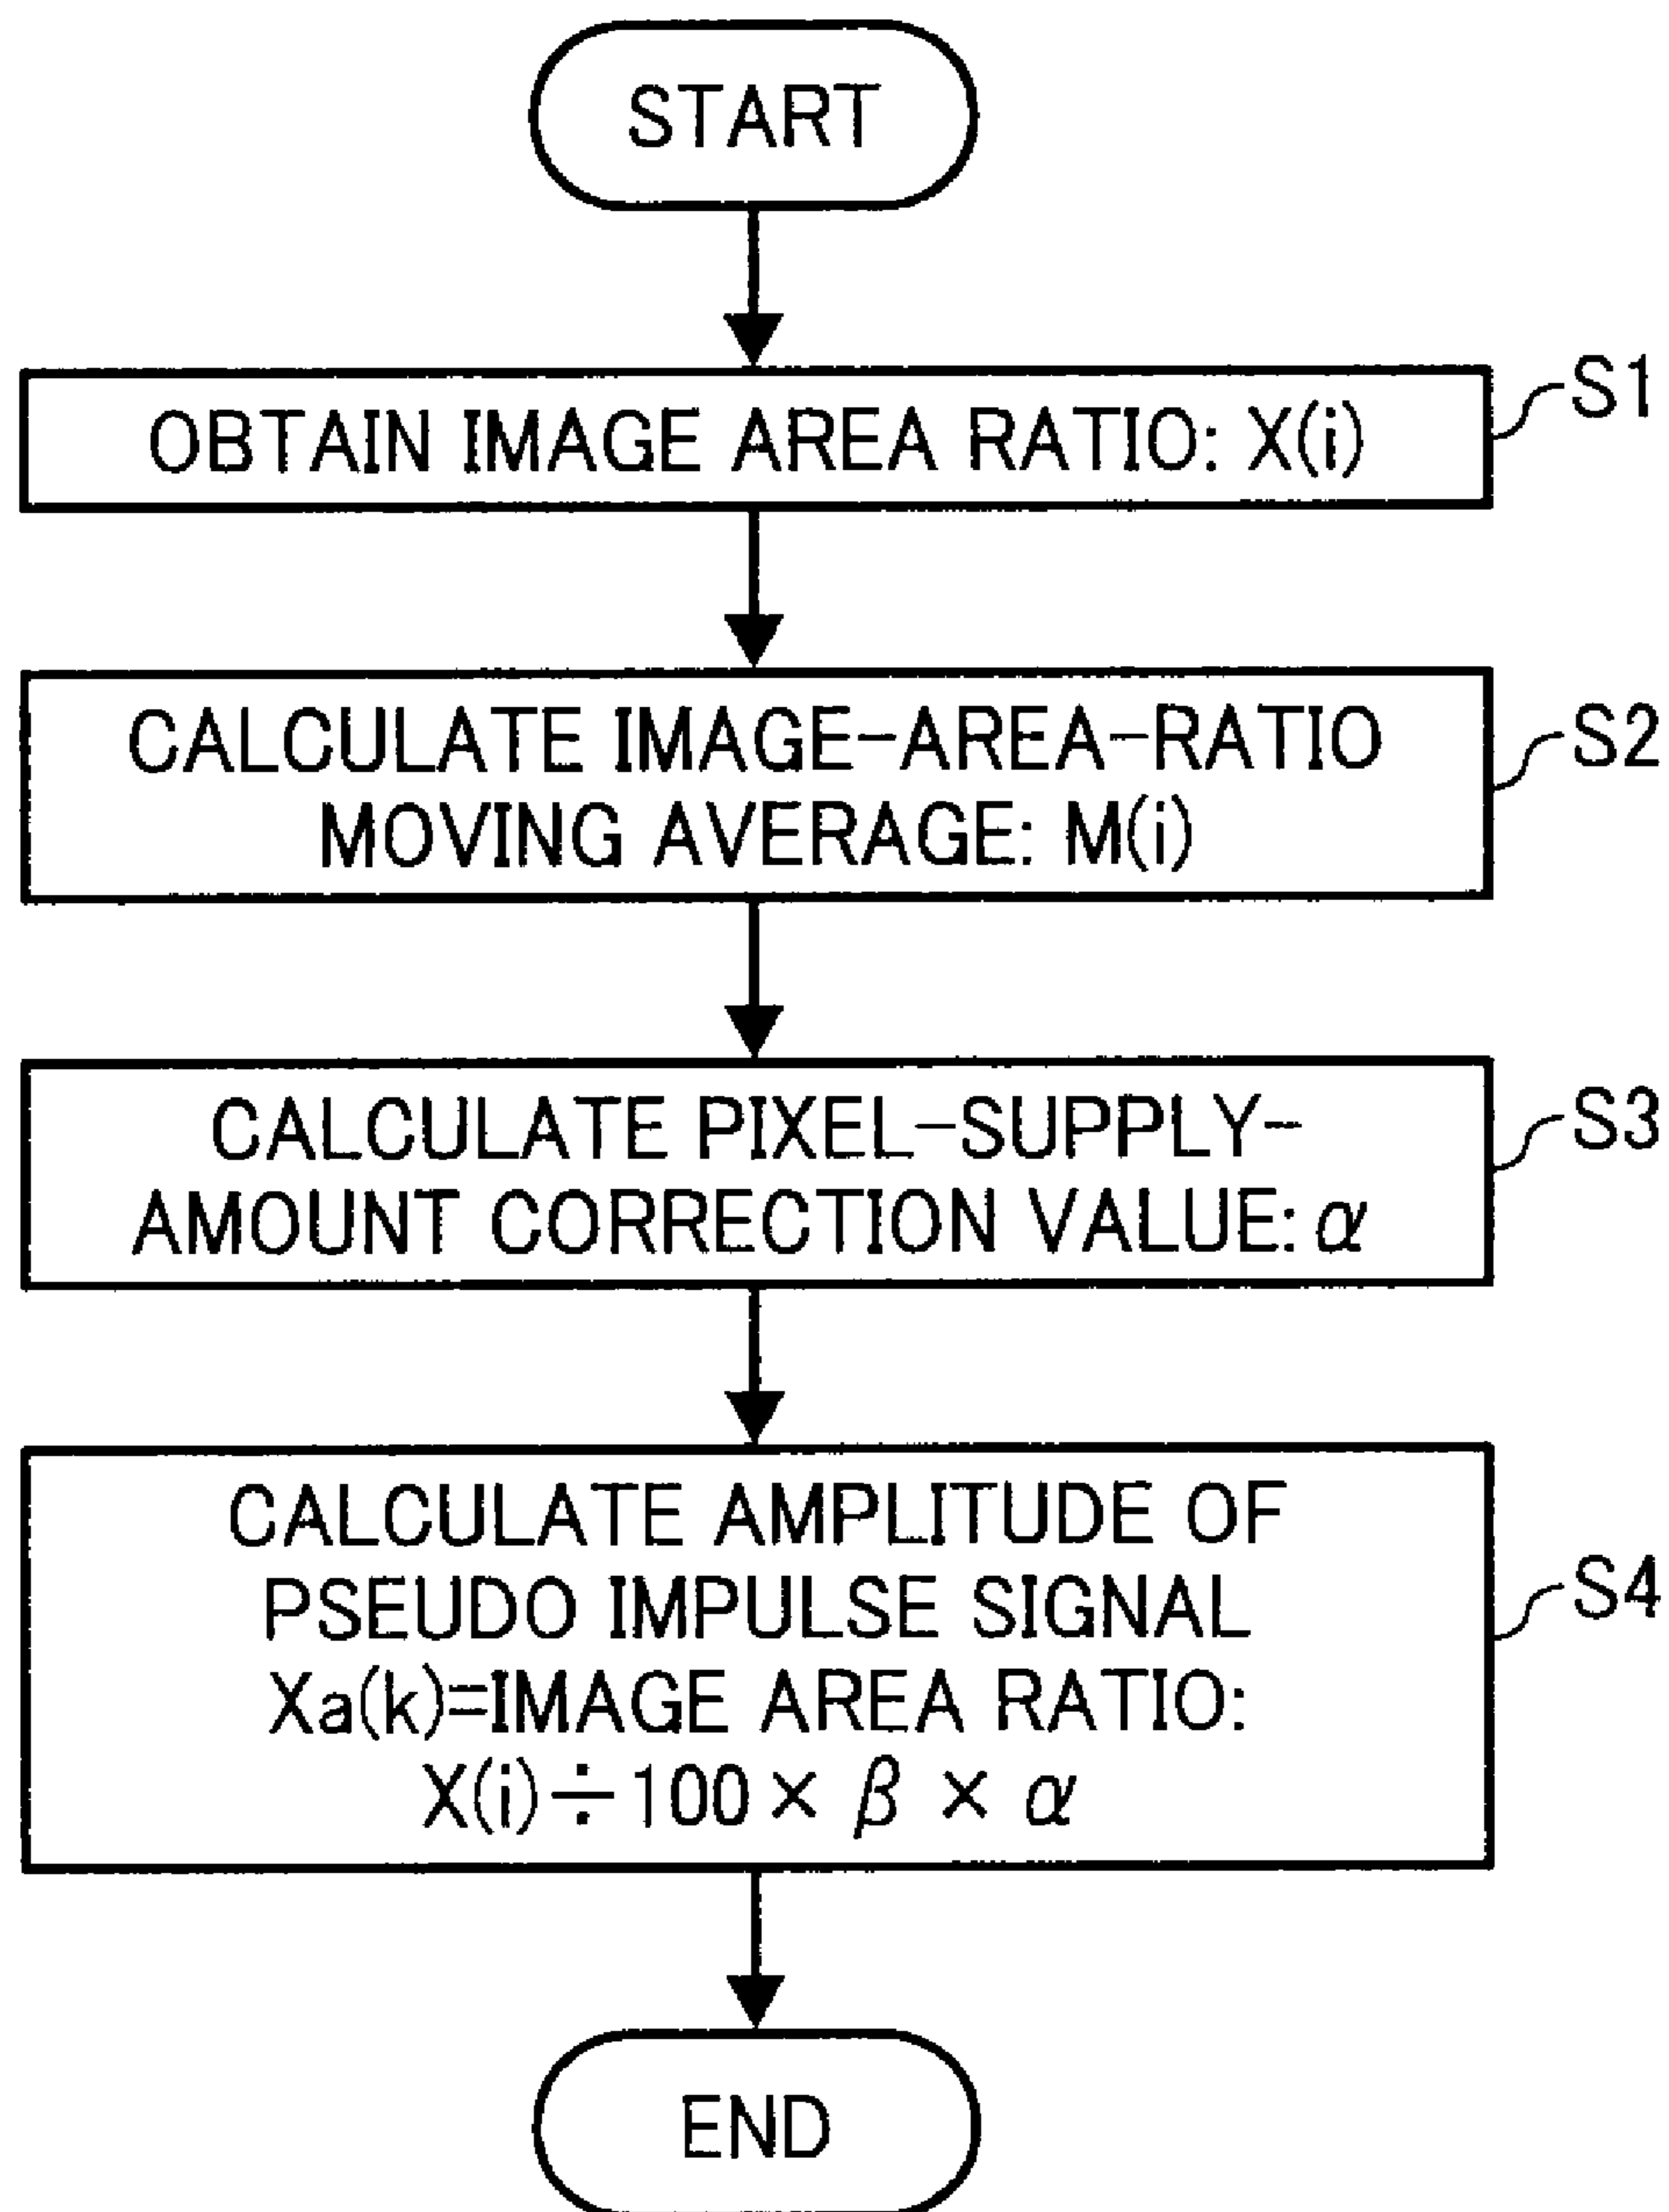 START
OBTAIN IMAGE AREA RATIO: X(i)
S1
CALCULATE IMAGE-AREA-RATIO
MOVING AVERAGE: M(i)
S2
CALCULATE PIXEL-SUPPLY-
AMOUNT CORRECTION VALUE: α
S3
CALCULATE AMPLITUDE OF
PSEUDO IMPULSE SIGNAL
Xa(k)=IMAGE AREA RATIO:
X(i)÷100 × β × α
S4
END